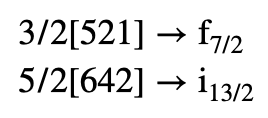 3/2[521] → f7/2
5/2[642] → i13/2